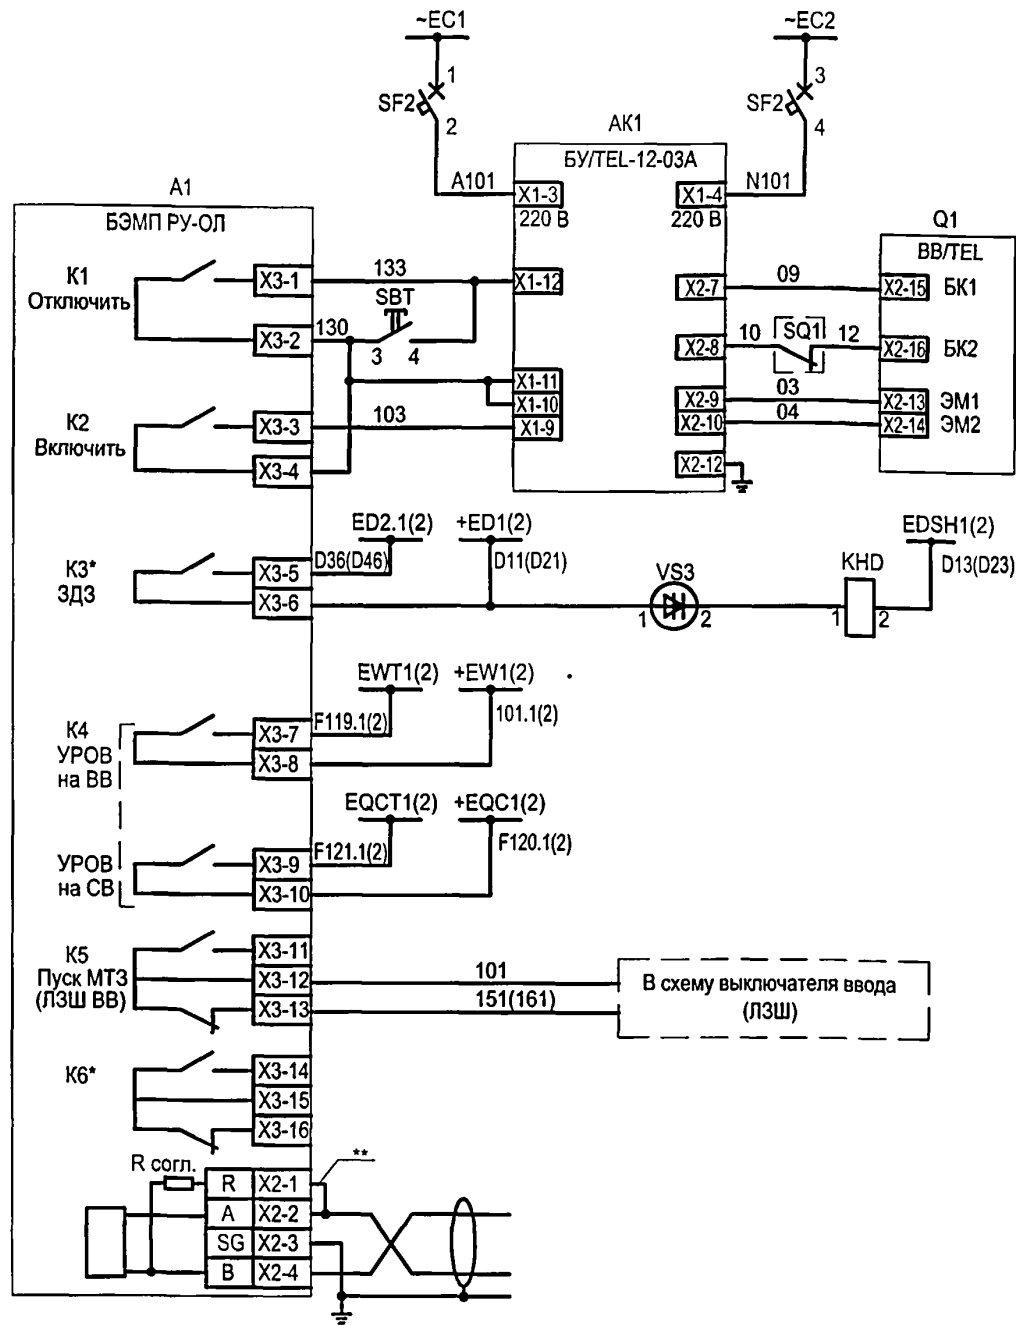 ~EC1
~EC2
1
SF2
2
3
SF2
4
AK1
БУ/TEL-12-03А
A101
X1-3
220 В
X1-4
220 В
N101
A1
БЭМП РУ-ОЛ
Q1
ВВ/TEL
К1
Отключить
X3-1
133
X1-12
SBT
X3-2
130
3
4
X2-7
09
X2-15
БК1
X2-8
10
SQ1
12
X2-16
БК2
X1-11
X1-10
X1-9
К2
Включить
X3-3
103
X3-4
X2-9
03
X2-13
ЭМ1
X2-10
04
X2-14
ЭМ2
X2-12
ED2.1(2)
+ED1(2)
EDSH1(2)
К3*
ЗДЗ
X3-5
D36(D46)
D11(D21)
X3-6
VS3
1
2
KHD
1
2
D13(D23)
EWT1(2)
+EW1(2)
К4
УРОВ
на ВВ
X3-7
F119.1(2)
101.1(2)
X3-8
EQCT1(2)
+EQC1(2)
УРОВ
на СВ
X3-9
F121.1(2)
F120.1(2)
X3-10
К5
Пуск МТЗ
(ЛЗШ ВВ)
X3-11
X3-12
101
X3-13
151(161)
В схему выключателя ввода
(ЛЗШ)
К6*
X3-14
X3-15
X3-16
R согл.
**
R
X2-1
A
X2-2
SG
X2-3
B
X2-4